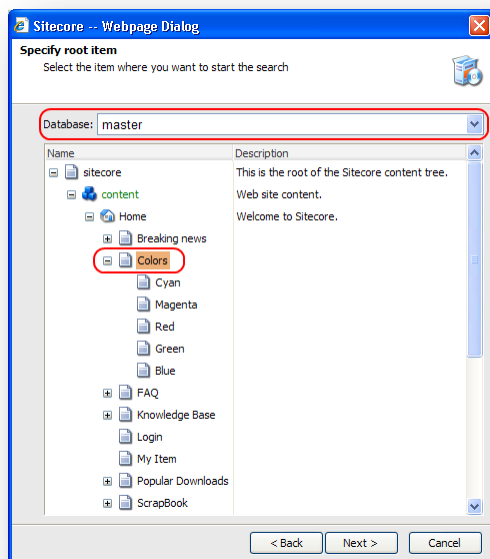 Sitecore -- Webpage Dialog
Specify root item
Select the item where you want to start the search
Database: master
Name Description
sitecore This is the root of the Sitecore content tree.
content Web site content.
Home Welcome to Sitecore.
Breaking news
Colors
Cyan
Magenta
Red
Green
Blue
FAQ
Knowledge Base
Login
My Item
Popular Downloads
ScrapBook
< Back Next > Cancel